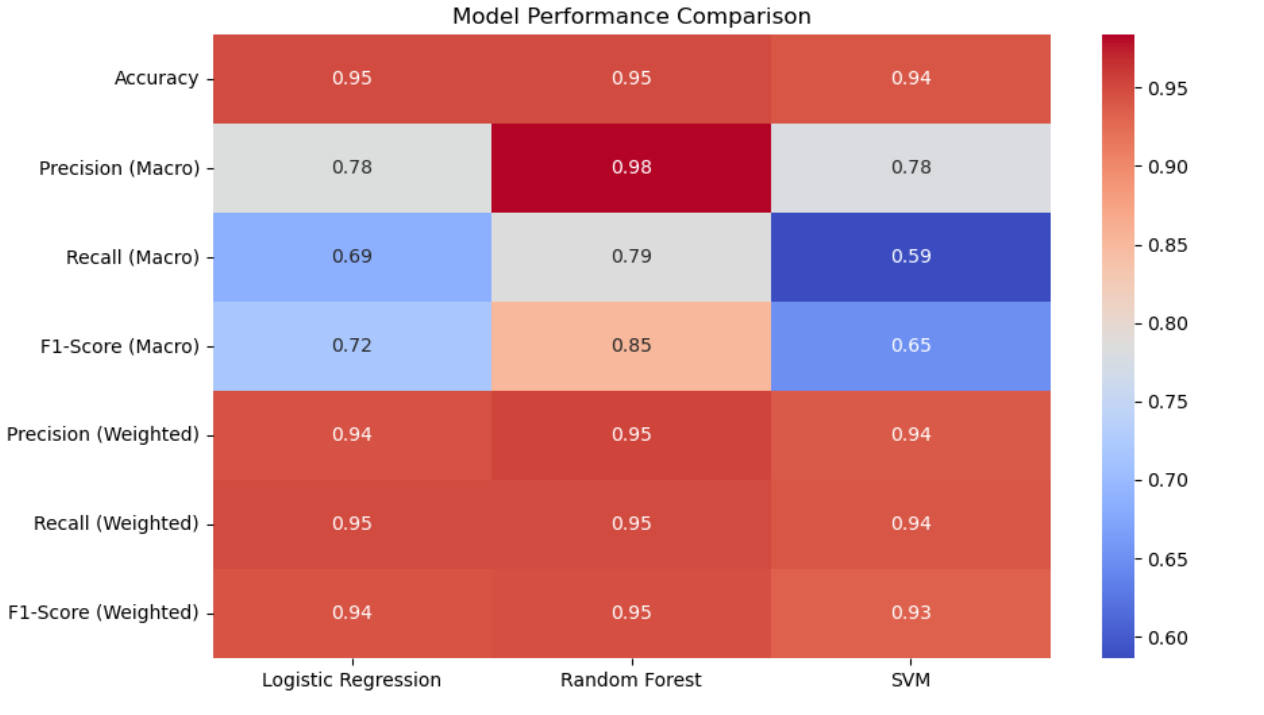 Model Performance Comparison
Accuracy 0.95 0.95 0.94
Precision (Macro) 0.78 0.98 0.78
Recall (Macro) 0.69 0.79 0.59
F1-Score (Macro) 0.72 0.85 0.65
Precision (Weighted) 0.94 0.95 0.94
Recall (Weighted) 0.95 0.95 0.94
F1-Score (Weighted) 0.94 0.95 0.93
Logistic Regression Random Forest SVM
0.95
0.90
0.85
0.80
0.75
0.70
0.65
0.60